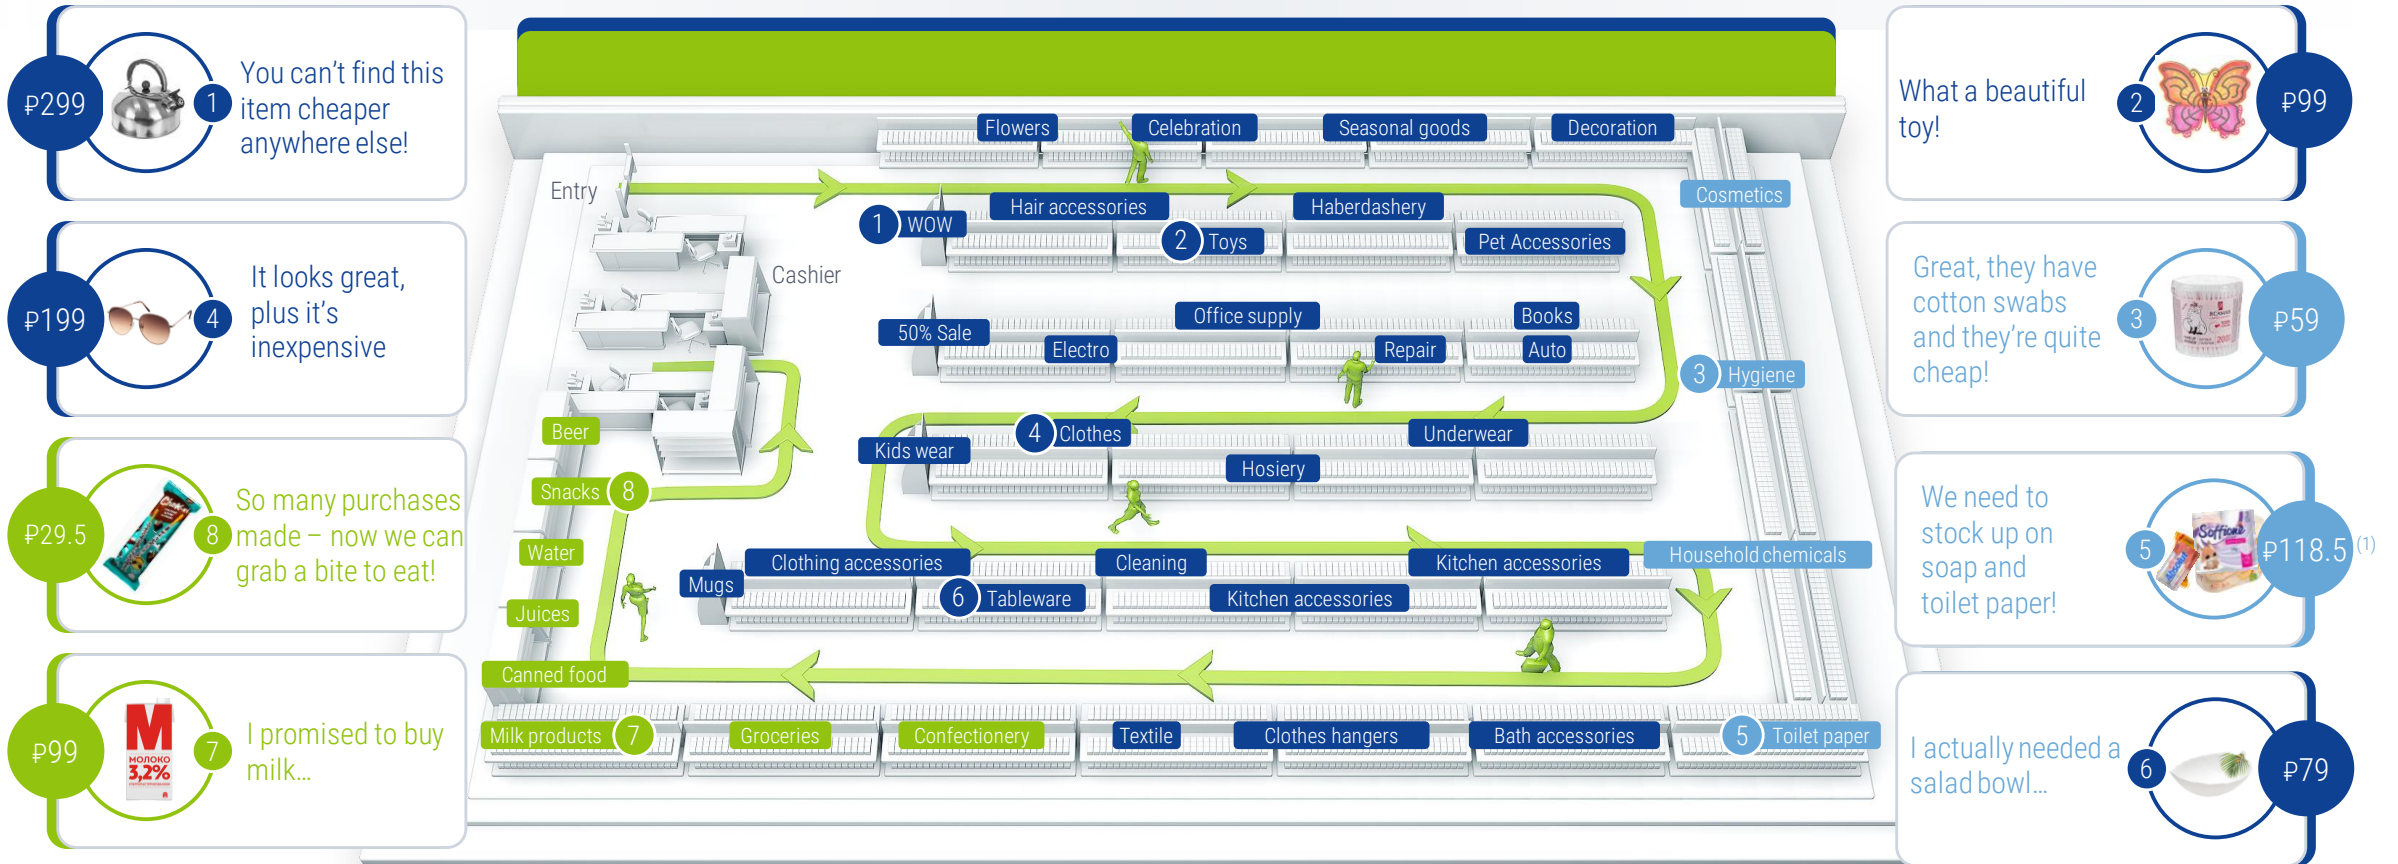 ₽299
1
You can't find this
item cheaper
anywhere else!
₽199
4
It looks great,
plus it's
inexpensive
₽29.5
8
So many purchases
made – now we can
grab a bite to eat!
₽99
МОЛОКО
3,2%
7
I promised to buy
milk...
Entry
Cashier
Flowers
Celebration
Seasonal goods
Decoration
Cosmetics
Hair accessories
Haberdashery
1 WOW
2 Toys
Pet Accessories
Office supply
Books
50% Sale
Electro
Repair
Auto
3 Hygiene
Beer
4 Clothes
Underwear
Kids wear
Hosiery
Snacks 8
Water
Clothing accessories
Cleaning
Kitchen accessories
Household chemicals
Mugs
6 Tableware
Kitchen accessories
Juices
Canned food
Milk products 7
Groceries
Confectionery
Textile
Clothes hangers
Bath accessories
5 Toilet paper
What a beautiful
toy!
2
₽99
Great, they have
cotton swabs
and they're quite
cheap!
3
₽59
We need to
stock up on
soap and
toilet paper!
5
Soffione
₽118.5 (1)
I actually needed a
salad bowl...
6
₽79